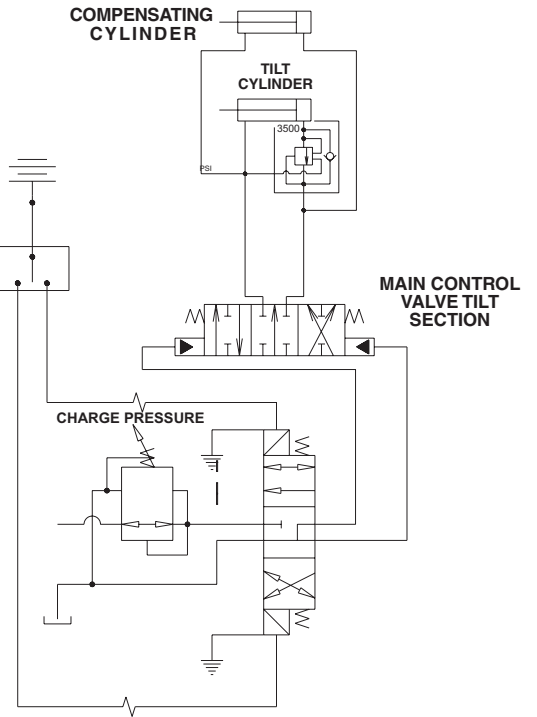 COMPENSATING
CYLINDER
TILT
CYLINDER
3500
PSI
MAIN CONTROL
VALVE TILT
SECTION
CHARGE PRESSURE